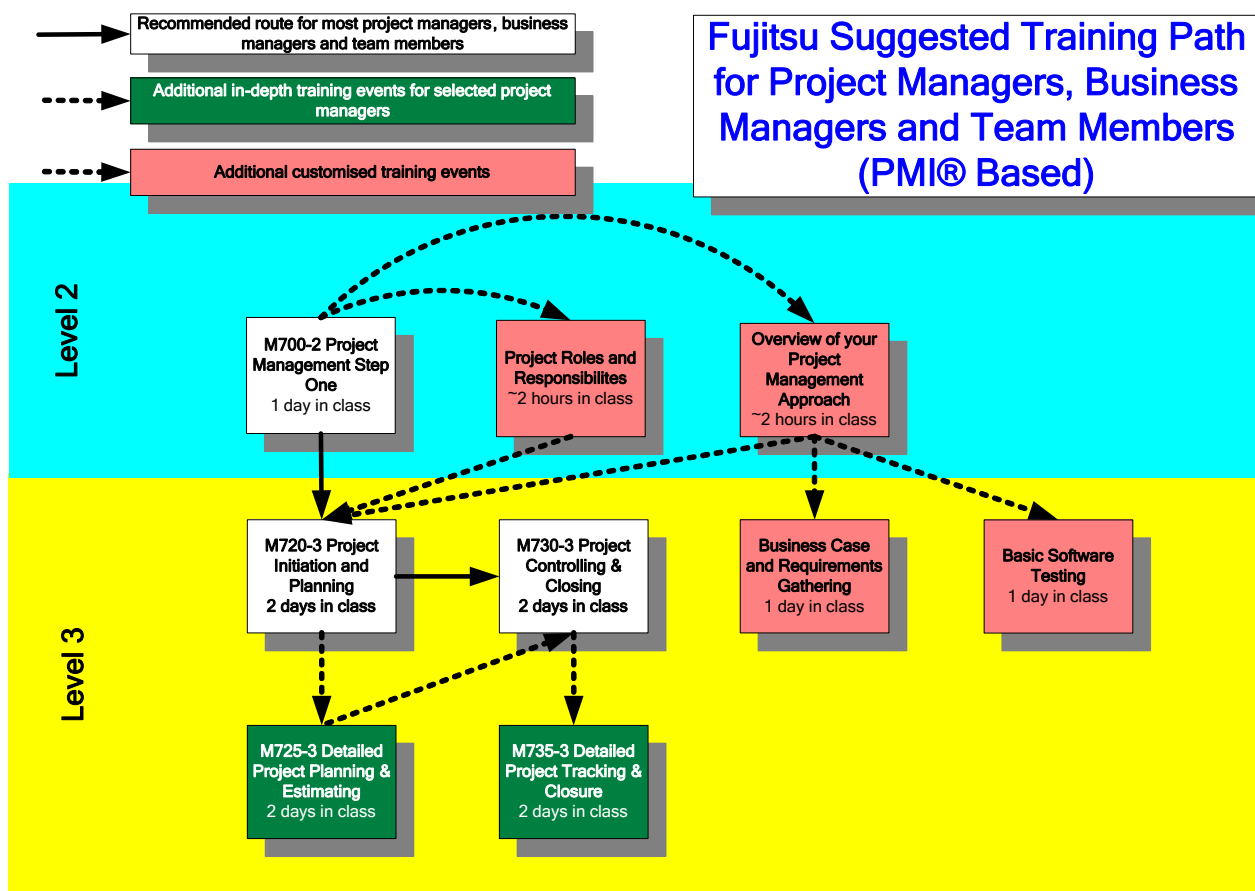 Recommended route for most project managers, business
managers and team members
Additional in-depth training events for selected project
managers
Additional customised training events
Fujitsu Suggested Training Path
for Project Managers, Business
Managers and Team Members
(PMI® Based)
Level 2
M700-2 Project
Management Step
One
1 day in class
Project Roles and
Responsibilites
~2 hours in class
Overview of your
Project
Management
Approach
~2 hours in class
Level 3
M720-3 Project
Initiation and
Planning
2 days in class
M730-3 Project
Controlling &
Closing
2 days in class
Business Case
and Requirements
Gathering
1 day in class
Basic Software
Testing
1 day in class
M725-3 Detailed
Project Planning &
Estimating
2 days in class
M735-3 Detailed
Project Tracking &
Closure
2 days in class